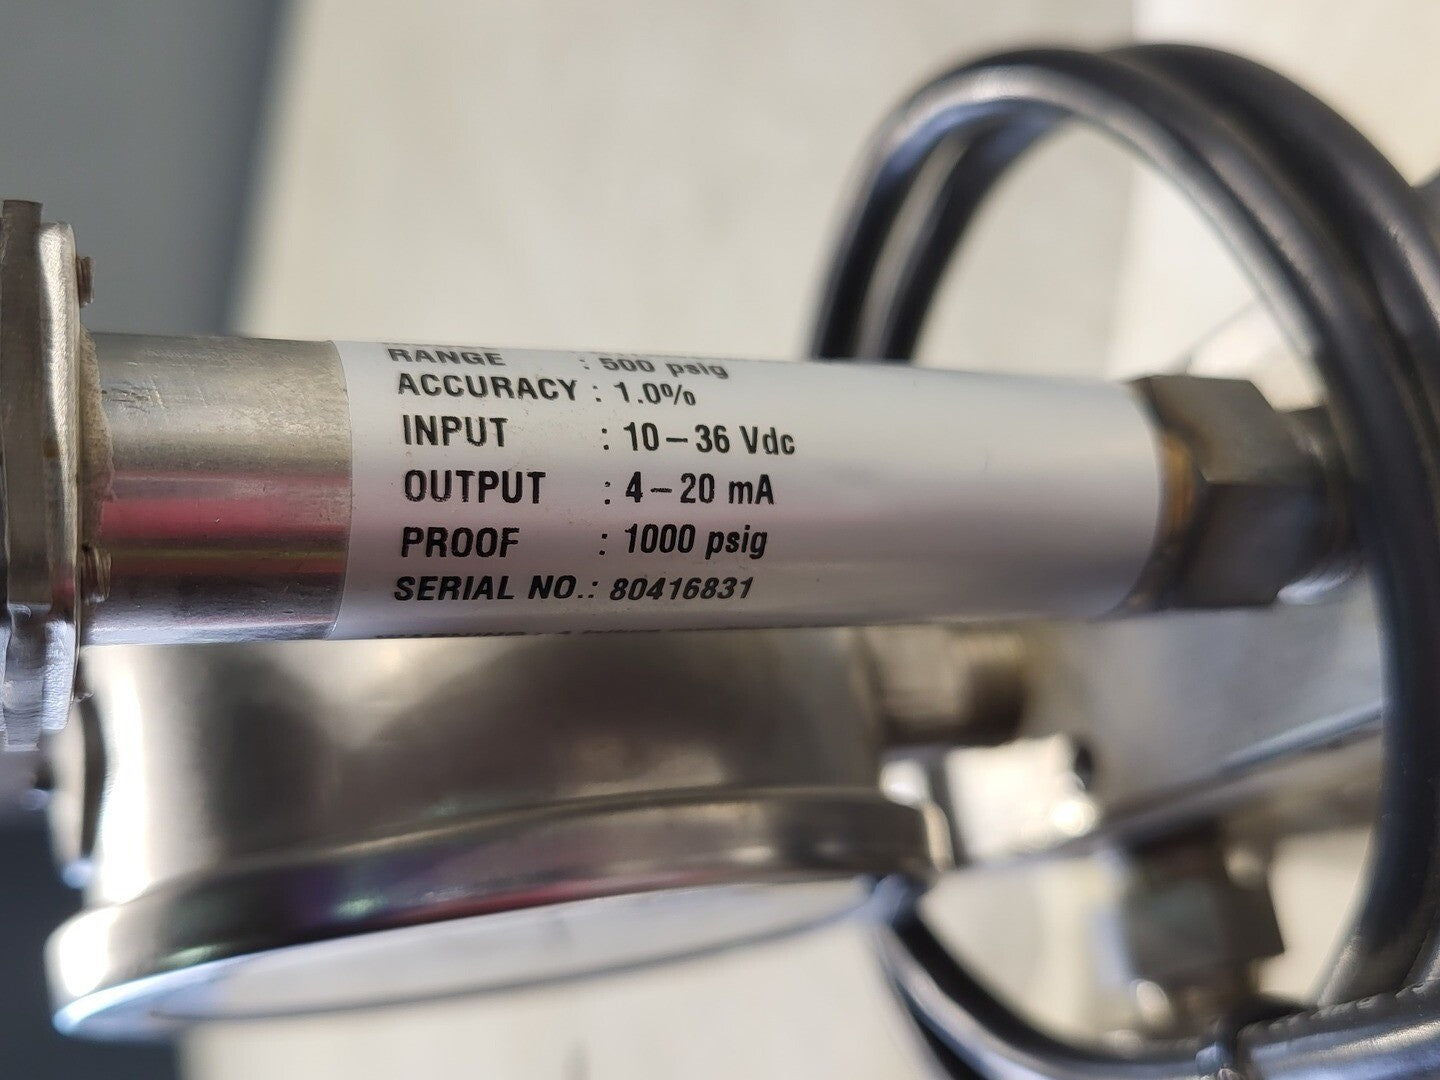 RANGE : 500 psig
ACCURACY : 1.0%
INPUT : 10-36 Vdc
OUTPUT : 4-20 mA
PROOF : 1000 psig
SERIAL NO.: 80416831